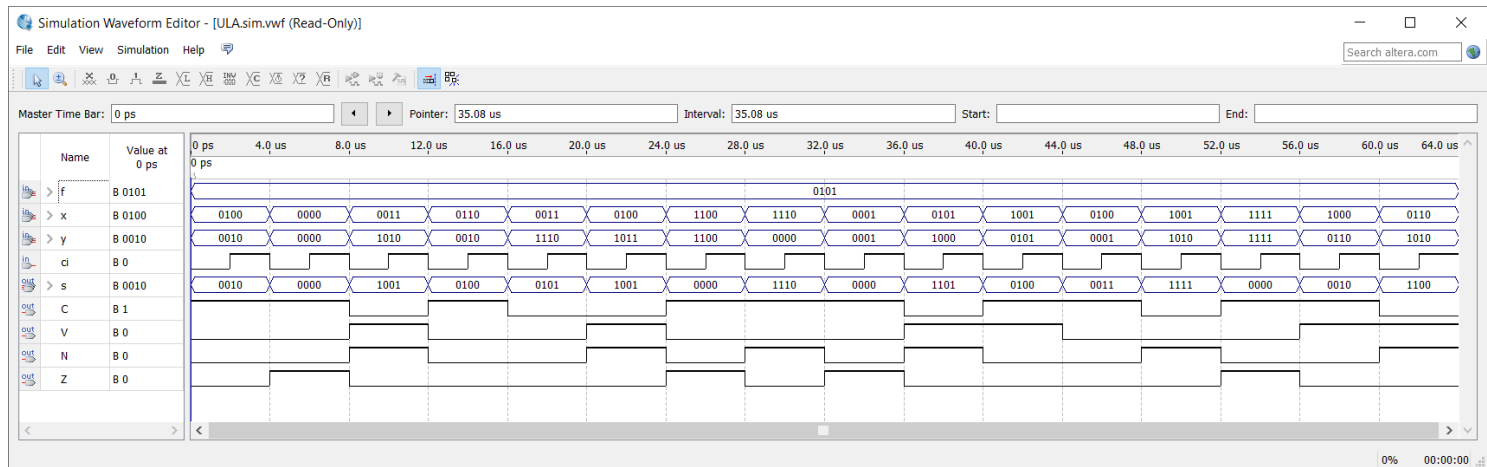 Simulation Waveform Editor - [ULA.sim.vwf (Read-Only)]
File Edit View Simulation Help
Search altera.com
Master Time Bar: 0 ps Pointer: 35.08 us Interval: 35.08 us Start: End:
Name Value at 0 ps 0 ps 4.0 us 8.0 us 12.0 us 16.0 us 20.0 us 24.0 us 28.0 us 32.0 us 36.0 us 40.0 us 44.0 us 48.0 us 52.0 us 56.0 us 60.0 us 64.0 us
0 ps
f B 0101 0101
x B 0100 0100 0000 0011 0110 0011 0100 1100 1110 0001 0101 1001 0100 1001 1111 1000 0110
y B 0010 0010 0000 1010 0010 1110 1011 1100 0000 0001 1000 0101 0001 1010 1111 0110 1010
ci B 0
s B 0010 0010 0000 1001 0100 0101 1001 0000 1110 0000 1101 0100 0011 1111 0000 0010 1100
C B 1
V B 0
N B 0
Z B 0
0% 00:00:00